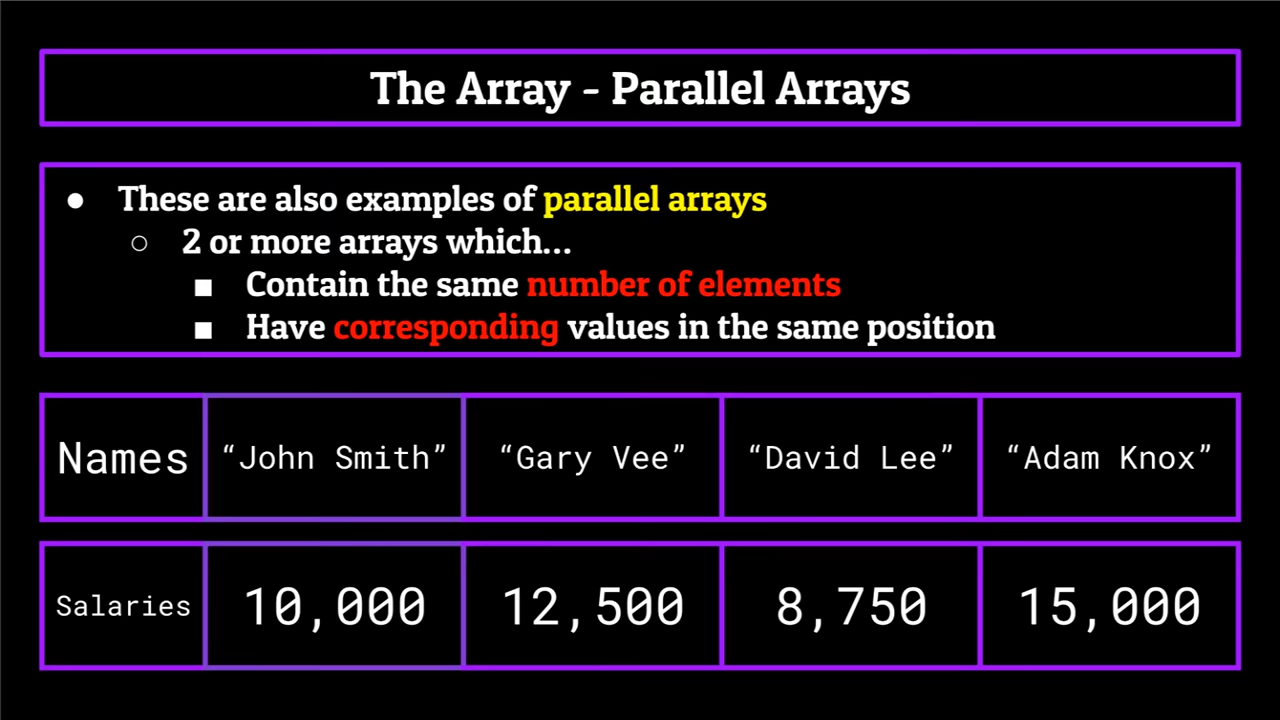 The Array - Parallel Arrays
● These are also examples of parallel arrays
○ 2 or more arrays which...
■ Contain the same number of elements
■ Have corresponding values in the same position
Names “John Smith” “Gary Vee” “David Lee” “Adam Knox”
Salaries 10,000 12,500 8,750 15,000